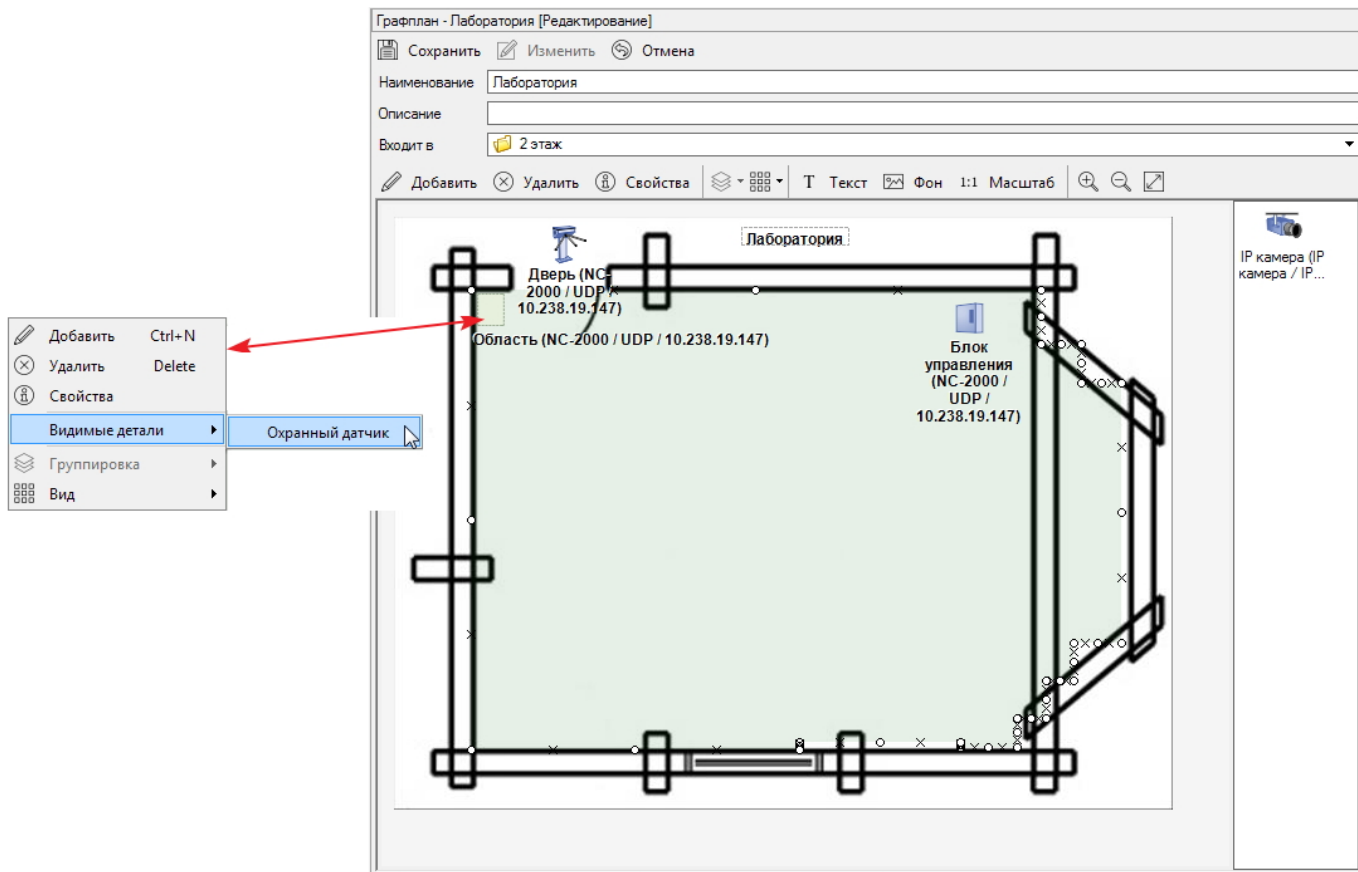 Графплан - Лаборатория [Редактирование]
Сохранить Изменить Отмена
Наименование Лаборатория
Описание
Входит в 2 этаж
Добавить Удалить Свойства T Текст Фон 1:1 Масштаб
Лаборатория
Дверь (NC-
2000 / UDP /
10.238.19.147)
Область (NC-2000 / UDP / 10.238.19.147)
Блок
управления
(NC-2000 /
UDP /
10.238.19.147)
IP камера (IP
камера / IP...
Добавить Ctrl+N
Удалить Delete
Свойства
Видимые детали
Охранный датчик
Группировка
Вид